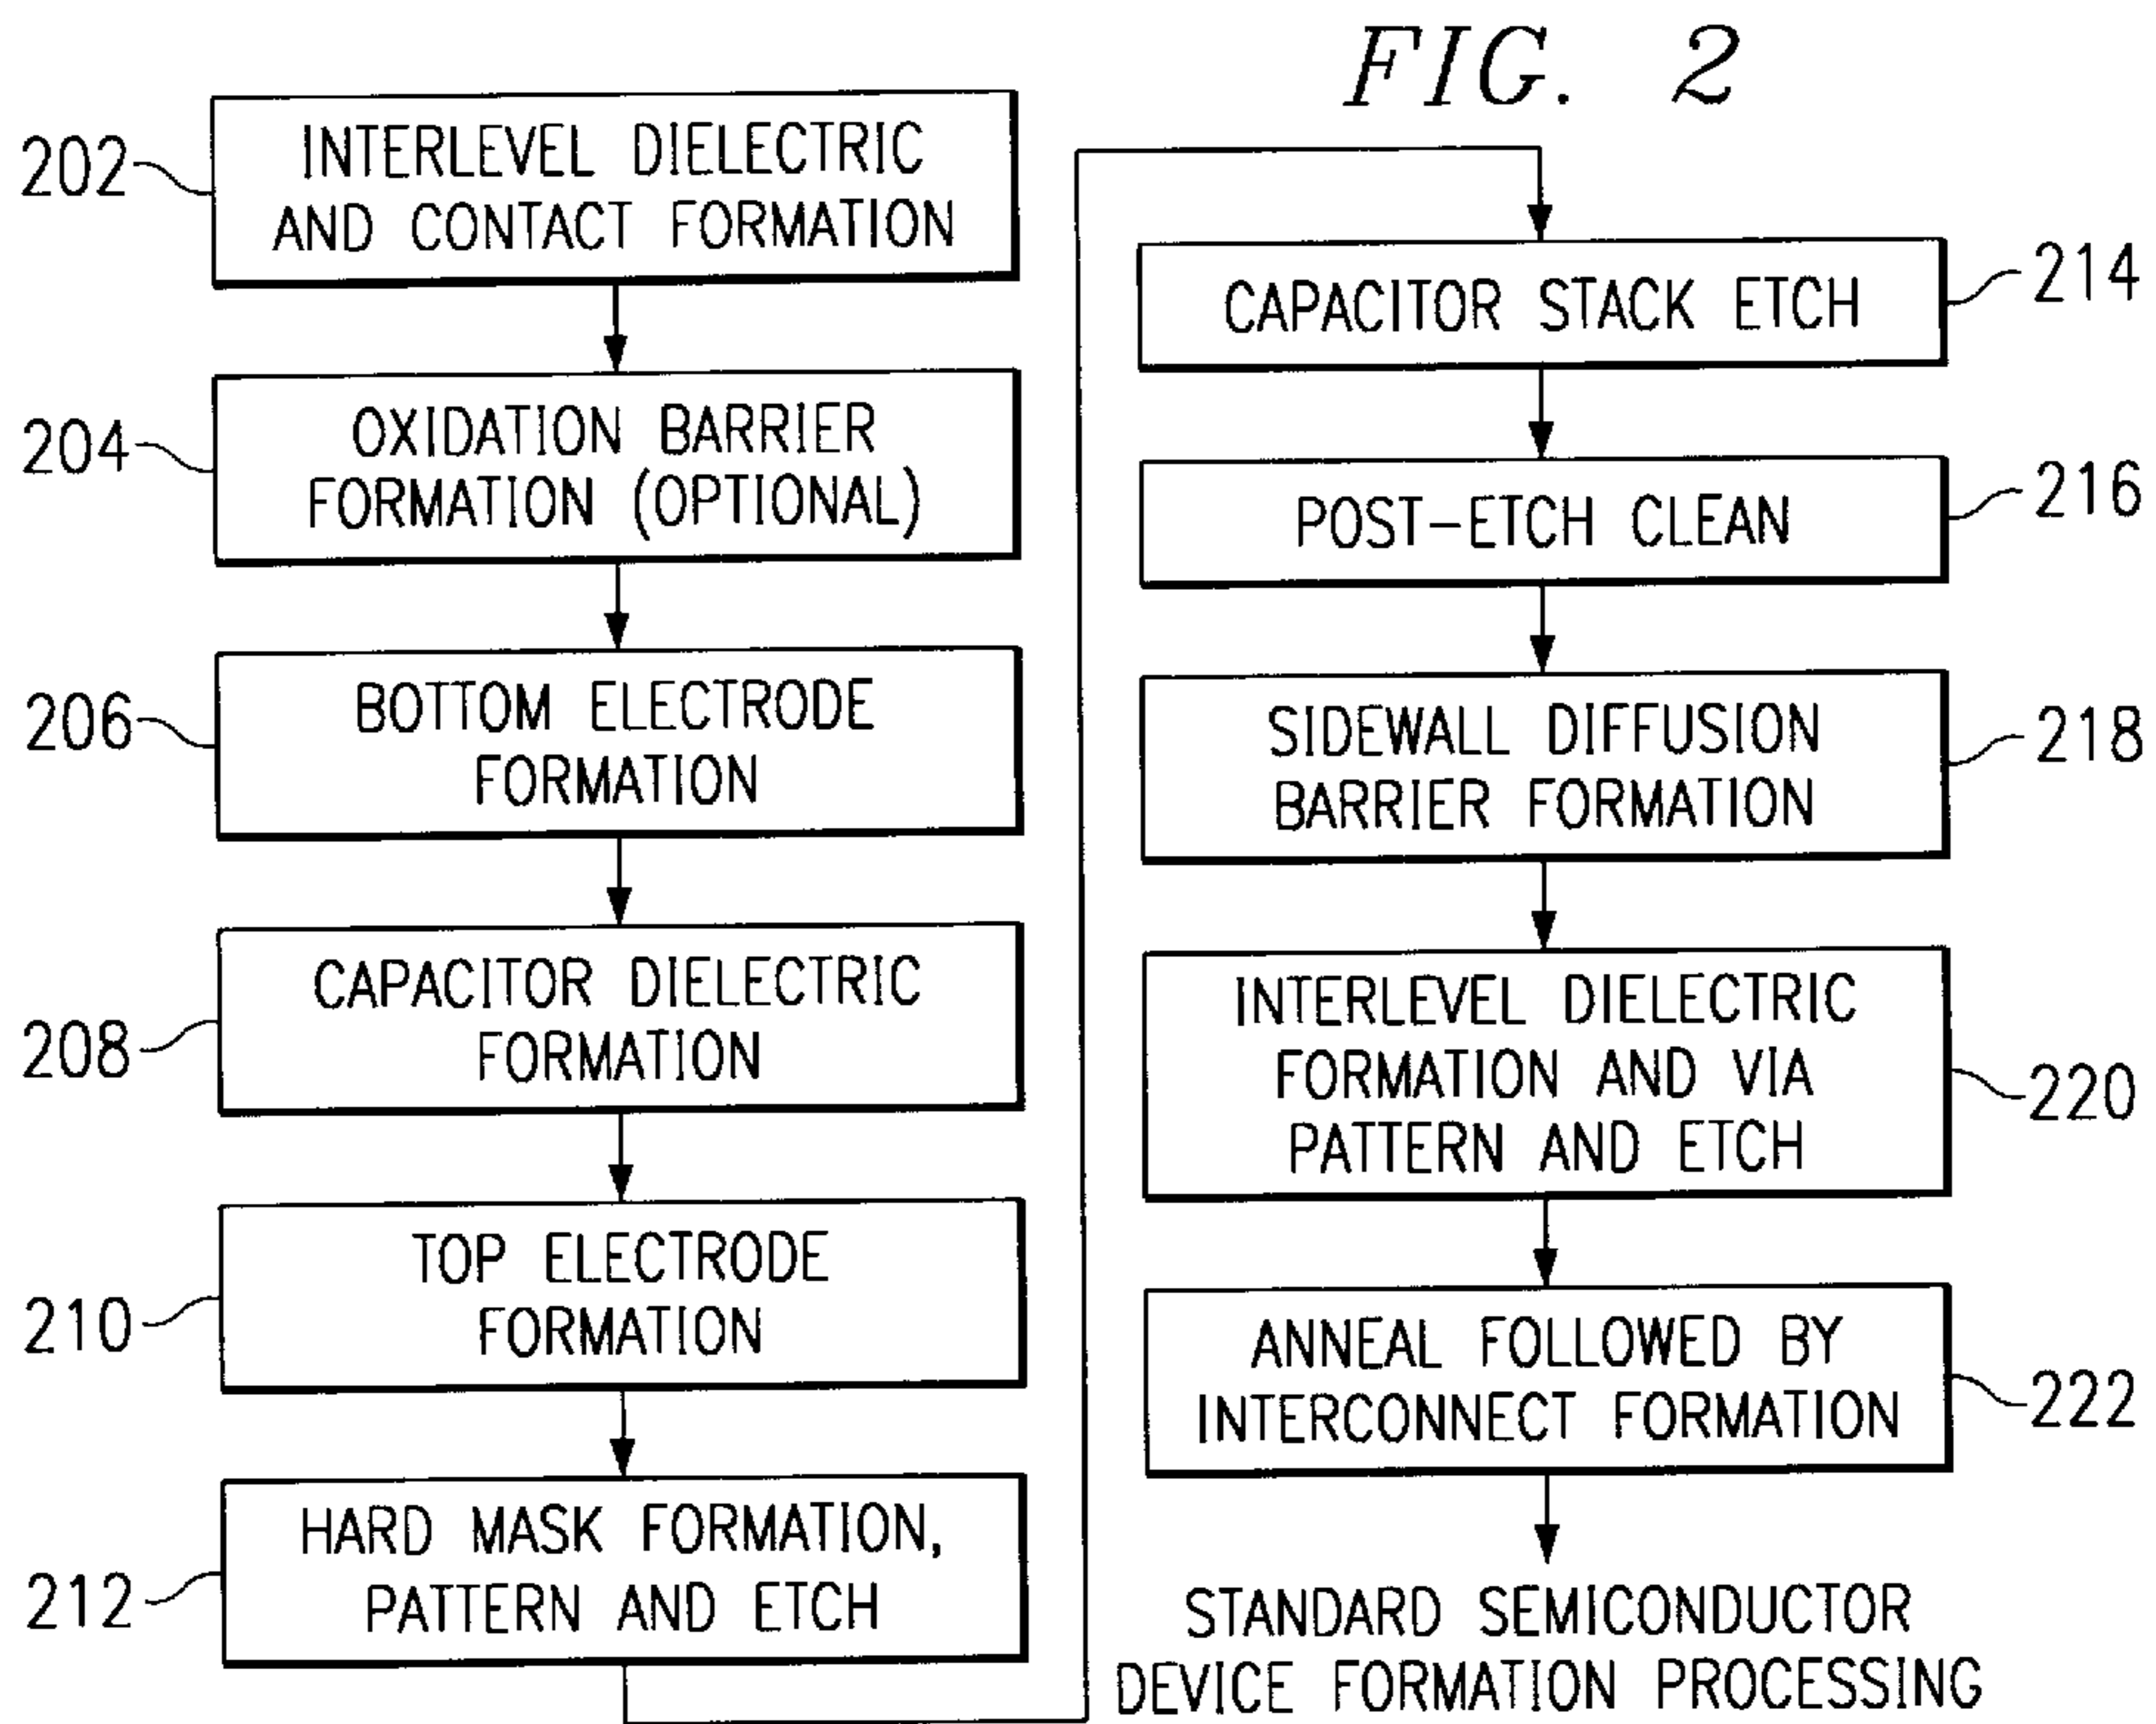 FIG. 2
202
INTERLEVEL DIELECTRIC
AND CONTACT FORMATION
204
OXIDATION BARRIER
FORMATION (OPTIONAL)
206
BOTTOM ELECTRODE
FORMATION
208
CAPACITOR DIELECTRIC
FORMATION
210
TOP ELECTRODE
FORMATION
212
HARD MASK FORMATION,
PATTERN AND ETCH
CAPACITOR STACK ETCH
214
POST-ETCH CLEAN
216
SIDEWALL DIFFUSION
BARRIER FORMATION
218
INTERLEVEL DIELECTRIC
FORMATION AND VIA
PATTERN AND ETCH
220
ANNEAL FOLLOWED BY
INTERCONNECT FORMATION
222
STANDARD SEMICONDUCTOR
DEVICE FORMATION PROCESSING